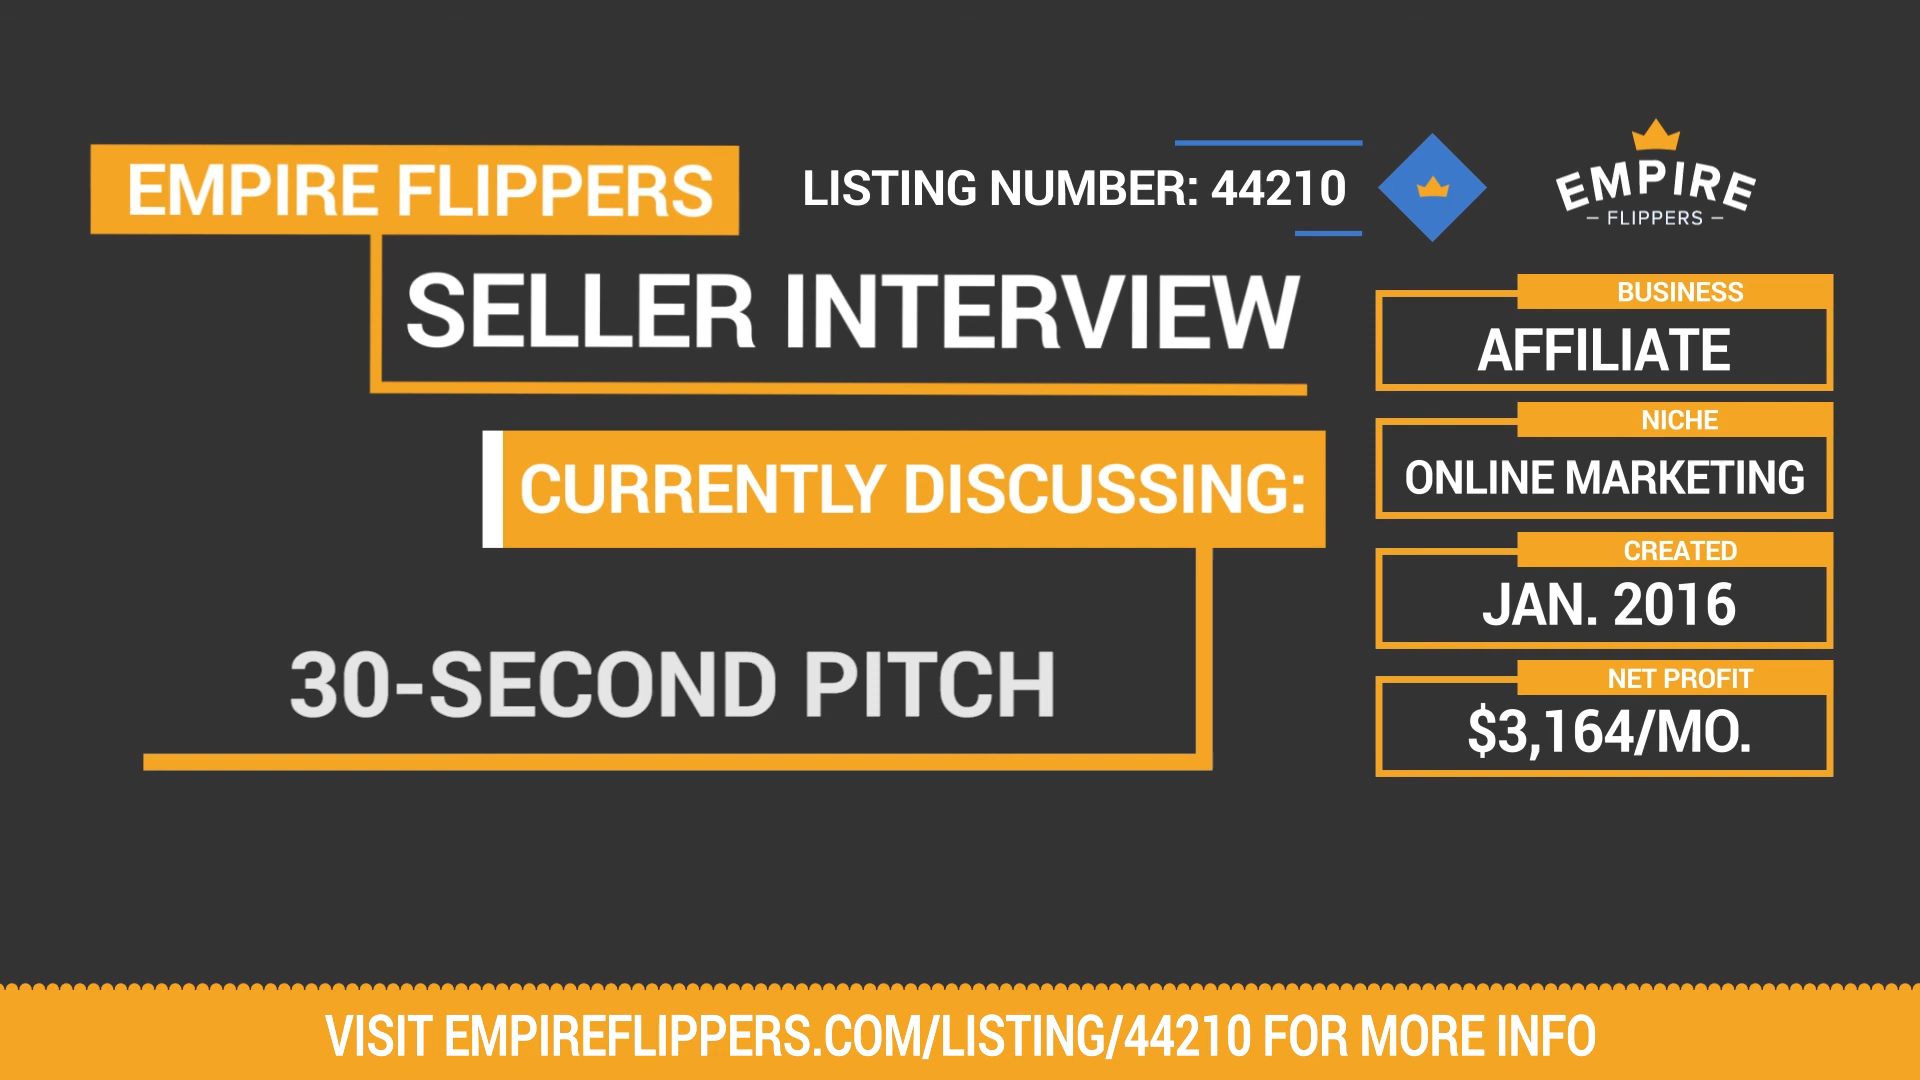 EMPIRE FLIPPERS
LISTING NUMBER: 44210
EMPIRE
FLIPPERS
SELLER INTERVIEW
CURRENTLY DISCUSSING:
30-SECOND PITCH
BUSINESS
AFFILIATE
NICHE
ONLINE MARKETING
CREATED
JAN. 2016
NET PROFIT
$3,164/MO.
VISIT EMPIREFLIPPERS.COM/LISTING/44210 FOR MORE INFO